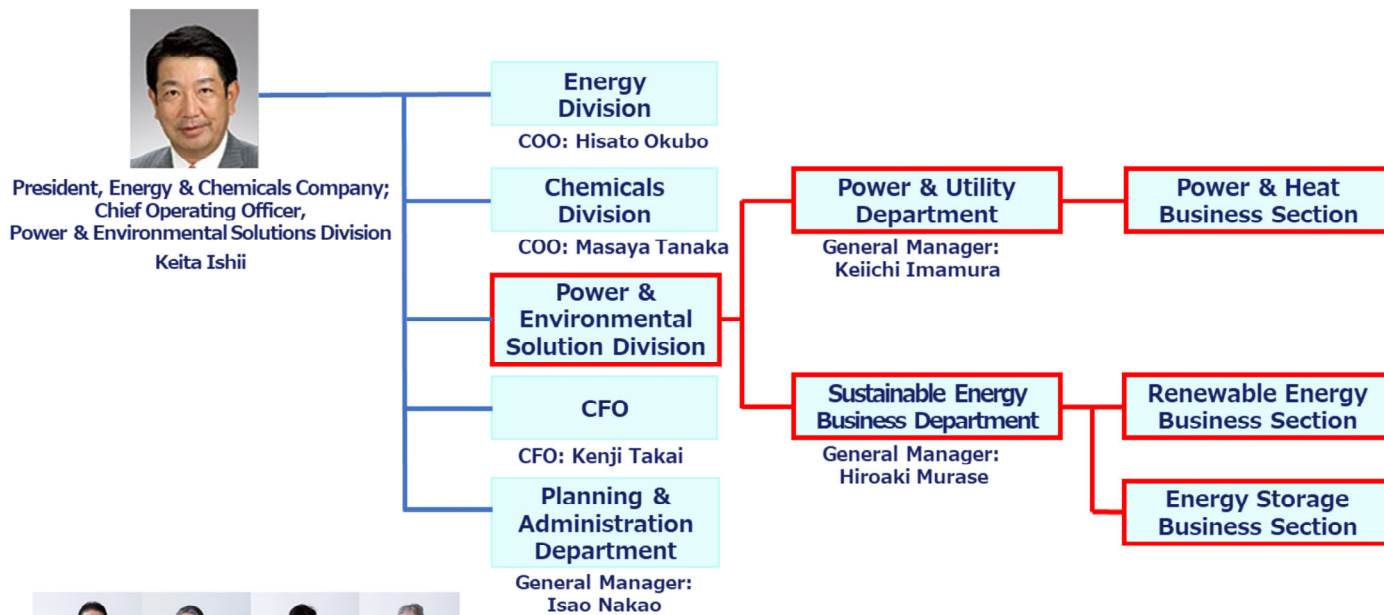 President, Energy & Chemicals Company;
Chief Operating Officer,
Power & Environmental Solutions Division
Keita Ishii
Energy
Division
COO: Hisato Okubo
Chemicals
Division
COO: Masaya Tanaka
Power &
Environmental
Solution Division
CFO
CFO: Kenji Takai
Planning &
Administration
Department
General Manager:
Isao Nakao
Power & Utility
Department
General Manager:
Keiichi Imamura
Sustainable Energy
Business Department
General Manager:
Hiroaki Murase
Power & Heat
Business Section
Renewable Energy
Business Section
Energy Storage
Business Section